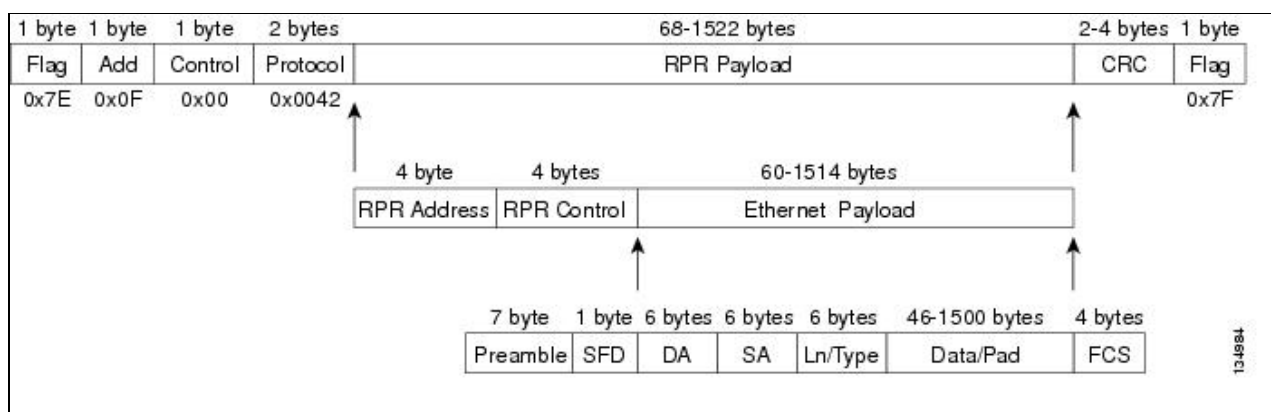 1 byte 1 byte 1 byte 2 bytes 68-1522 bytes 2-4 bytes 1 byte
Flag Add Control Protocol RPR Payload CRC Flag
0x7E 0x0F 0x00 0x0042 0x7F
4 byte 4 bytes 60-1514 bytes
RPR Address RPR Control Ethernet Payload
7 byte 1 byte 6 bytes 6 bytes 6 bytes 46-1500 bytes 4 bytes
Preamble SFD DA SA Ln/Type Data/Pad FCS
134984